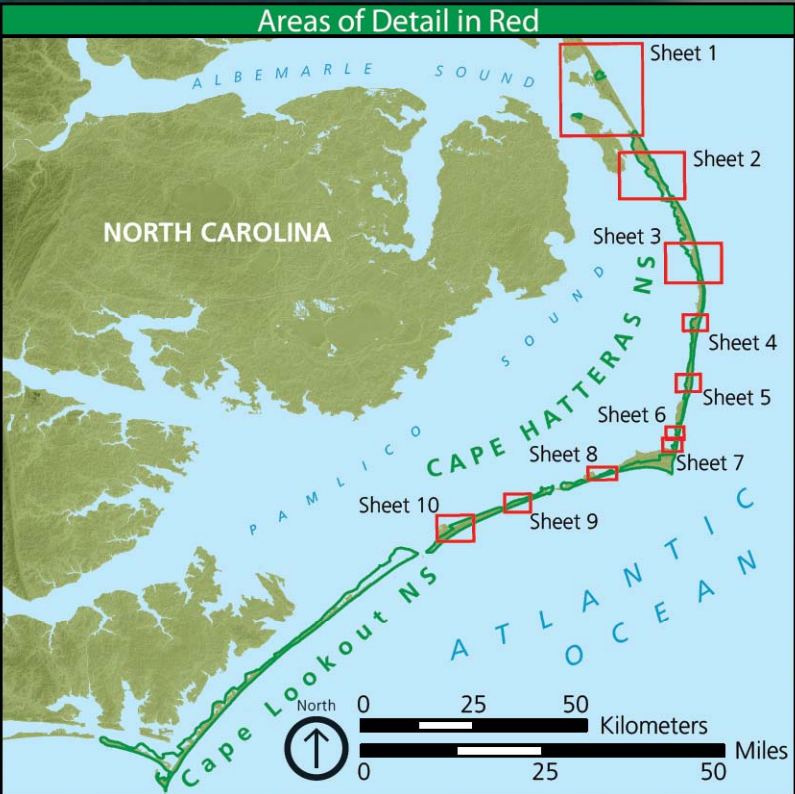 Areas of Detail in Red
Sheet 1
ALBEMARLE SOUND
Sheet 2
NORTH CAROLINA
Sheet 3
CAPE HATTERAS NS
PAMLICO SOUND
Sheet 4
Sheet 5
Sheet 6
Sheet 7
Sheet 8
Sheet 9
Sheet 10
ATLANTIC
OCEAN
Cape Lookout NS
North
0 25 50
Kilometers
Miles
0 25 50